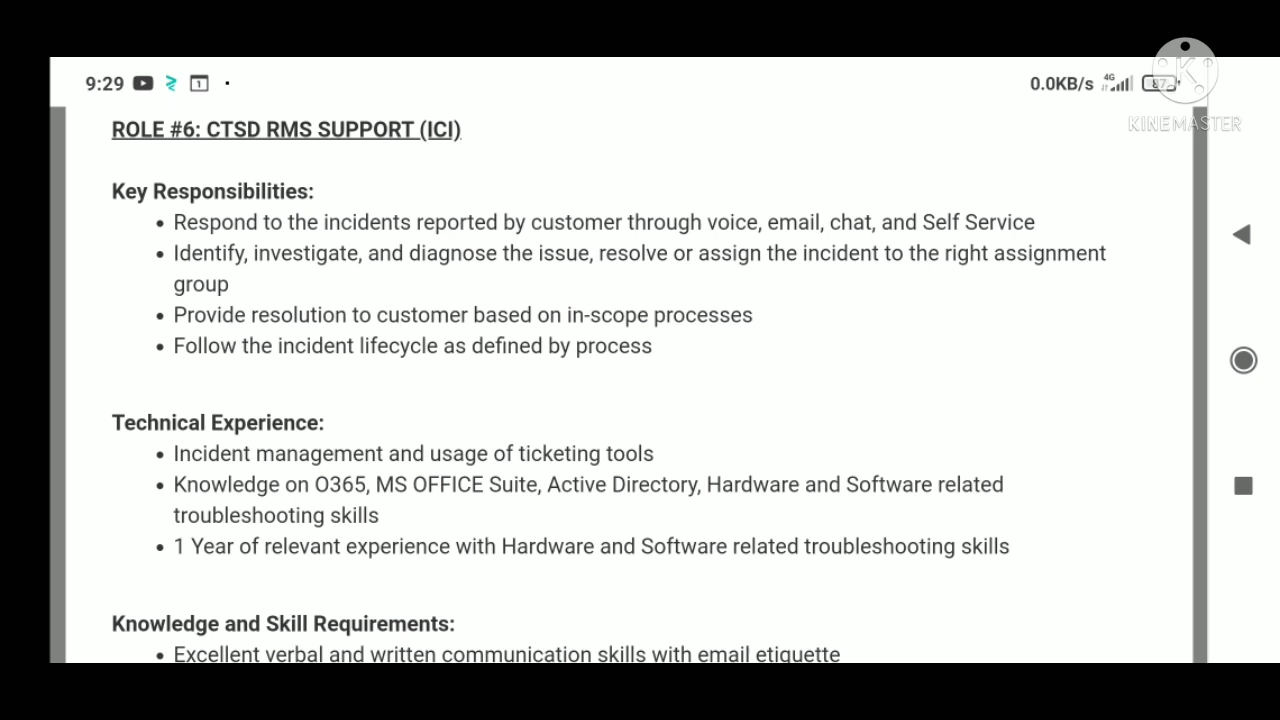 9:29
0.0KB/s 4G 87
KINEMASTER
ROLE #6: CTSD RMS SUPPORT (ICI)
Key Responsibilities:
• Respond to the incidents reported by customer through voice, email, chat, and Self Service
• Identify, investigate, and diagnose the issue, resolve or assign the incident to the right assignment
group
• Provide resolution to customer based on in-scope processes
• Follow the incident lifecycle as defined by process
Technical Experience:
• Incident management and usage of ticketing tools
• Knowledge on O365, MS OFFICE Suite, Active Directory, Hardware and Software related
troubleshooting skills
• 1 Year of relevant experience with Hardware and Software related troubleshooting skills
Knowledge and Skill Requirements:
• Excellent verbal and written communication skills with email etiquette